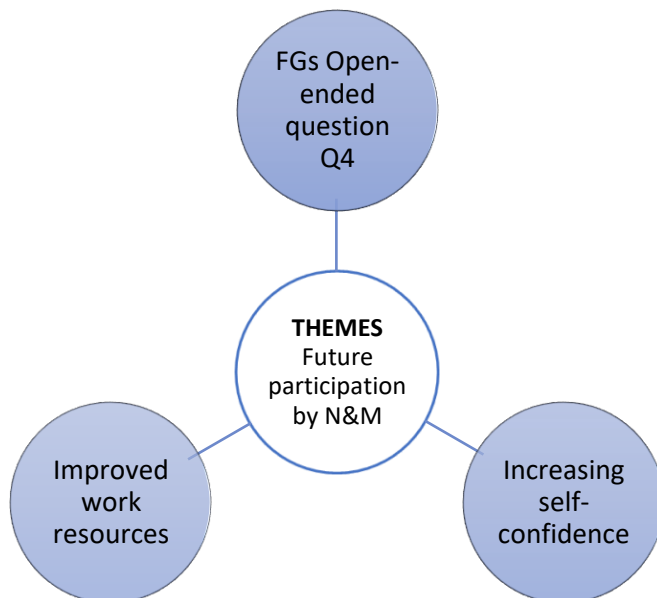 FGs Open-
ended
question
Q4
THEMES
Future
participation
by N&M
Improved
work
resources
Increasing
self-
confidence